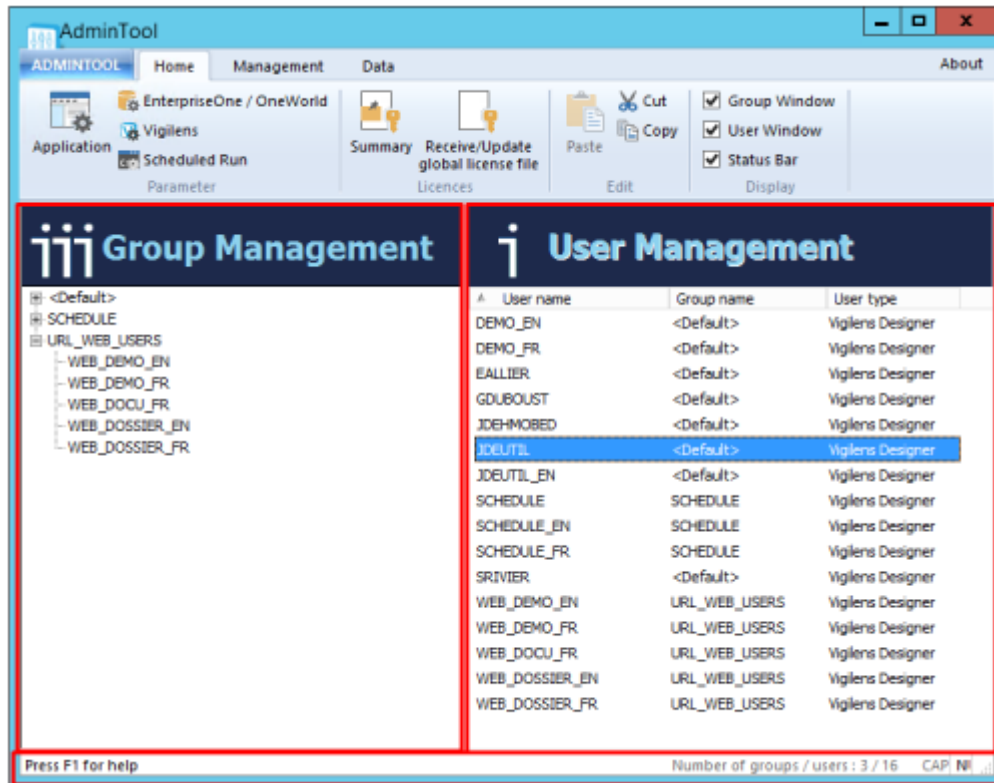 AdminTool
ADMINTOOL Home Management Data About
Application
EnterpriseOne / OneWorld
Vigilens
Scheduled Run
Parameter
Summary
Receive/Update
global license file
Licences
Paste
Cut
Copy
Edit
Group Window
User Window
Status Bar
Display
Group Management
<Default>
SCHEDULE
URL_WEB_USERS
WEB_DEMO_EN
WEB_DEMO_FR
WEB_DOCU_FR
WEB_DOSSIER_EN
WEB_DOSSIER_FR
User Management
User name Group name User type
DEMO_EN <Default> Vigilens Designer
DEMO_FR <Default> Vigilens Designer
EALLIER <Default> Vigilens Designer
GDUBOUST <Default> Vigilens Designer
JDEHMOBED <Default> Vigilens Designer
JDEUTIL <Default> Vigilens Designer
JDEUTIL_EN <Default> Vigilens Designer
SCHEDULE SCHEDULE Vigilens Designer
SCHEDULE_EN SCHEDULE Vigilens Designer
SCHEDULE_FR SCHEDULE Vigilens Designer
SRIVIER <Default> Vigilens Designer
WEB_DEMO_EN URL_WEB_USERS Vigilens Designer
WEB_DEMO_FR URL_WEB_USERS Vigilens Designer
WEB_DOCU_FR URL_WEB_USERS Vigilens Designer
WEB_DOSSIER_EN URL_WEB_USERS Vigilens Designer
WEB_DOSSIER_FR URL_WEB_USERS Vigilens Designer
Press F1 for help Number of groups / users : 3 / 16 CAP